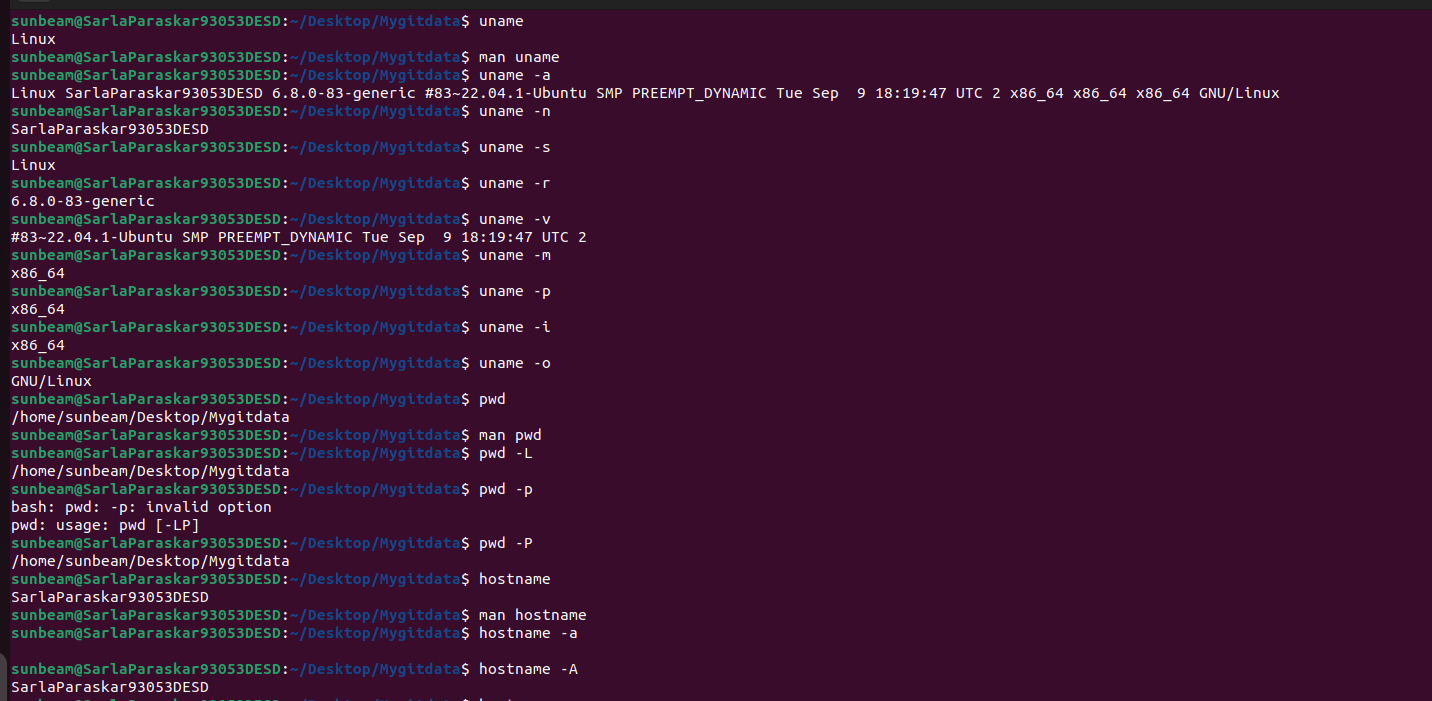 sunbeam@SarlaParaskar93053DESD:~/Desktop/Mygitdata$ uname
Linux
sunbeam@SarlaParaskar93053DESD:~/Desktop/Mygitdata$ man uname
sunbeam@SarlaParaskar93053DESD:~/Desktop/Mygitdata$ uname -a
Linux SarlaParaskar93053DESD 6.8.0-83-generic #83~22.04.1-Ubuntu SMP PREEMPT_DYNAMIC Tue Sep  9 18:19:47 UTC 2 x86_64 x86_64 x86_64 GNU/Linux
sunbeam@SarlaParaskar93053DESD:~/Desktop/Mygitdata$ uname -n
SarlaParaskar93053DESD
sunbeam@SarlaParaskar93053DESD:~/Desktop/Mygitdata$ uname -s
Linux
sunbeam@SarlaParaskar93053DESD:~/Desktop/Mygitdata$ uname -r
6.8.0-83-generic
sunbeam@SarlaParaskar93053DESD:~/Desktop/Mygitdata$ uname -v
#83~22.04.1-Ubuntu SMP PREEMPT_DYNAMIC Tue Sep  9 18:19:47 UTC 2
sunbeam@SarlaParaskar93053DESD:~/Desktop/Mygitdata$ uname -m
x86_64
sunbeam@SarlaParaskar93053DESD:~/Desktop/Mygitdata$ uname -p
x86_64
sunbeam@SarlaParaskar93053DESD:~/Desktop/Mygitdata$ uname -i
x86_64
sunbeam@SarlaParaskar93053DESD:~/Desktop/Mygitdata$ uname -o
GNU/Linux
sunbeam@SarlaParaskar93053DESD:~/Desktop/Mygitdata$ pwd
/home/sunbeam/Desktop/Mygitdata
sunbeam@SarlaParaskar93053DESD:~/Desktop/Mygitdata$ man pwd
sunbeam@SarlaParaskar93053DESD:~/Desktop/Mygitdata$ pwd -L
/home/sunbeam/Desktop/Mygitdata
sunbeam@SarlaParaskar93053DESD:~/Desktop/Mygitdata$ pwd -p
bash: pwd: -p: invalid option
pwd: usage: pwd [-LP]
sunbeam@SarlaParaskar93053DESD:~/Desktop/Mygitdata$ pwd -P
/home/sunbeam/Desktop/Mygitdata
sunbeam@SarlaParaskar93053DESD:~/Desktop/Mygitdata$ hostname
SarlaParaskar93053DESD
sunbeam@SarlaParaskar93053DESD:~/Desktop/Mygitdata$ man hostname
sunbeam@SarlaParaskar93053DESD:~/Desktop/Mygitdata$ hostname -a
sunbeam@SarlaParaskar93053DESD:~/Desktop/Mygitdata$ hostname -A
SarlaParaskar93053DESD